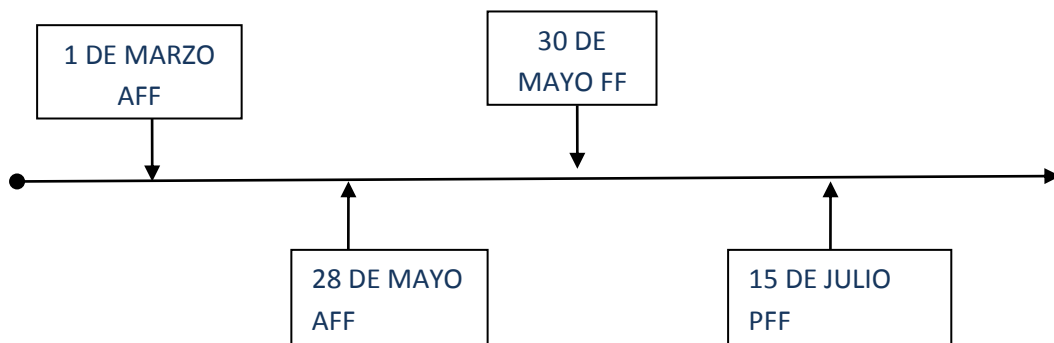 1 DE MARZO
AFF
30 DE
MAYO FF
28 DE MAYO
AFF
15 DE JULIO
PFF